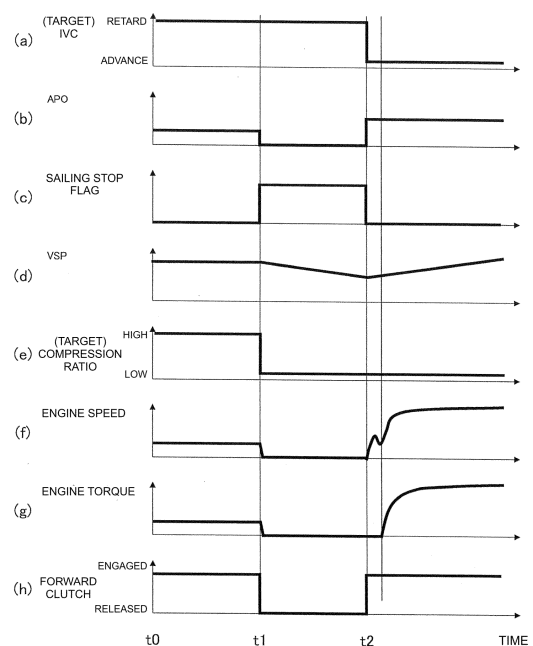 (a)
(TARGET)
IVC
RETARD
ADVANCE
(b)
APO
(c)
SAILING STOP
FLAG
(d)
VSP
(e)
(TARGET)
COMPRESSION
RATIO
HIGH
LOW
(f)
ENGINE SPEED
(g)
ENGINE TORQUE
(h)
FORWARD
CLUTCH
ENGAGED
RELEASED
t0 t1 t2 TIME